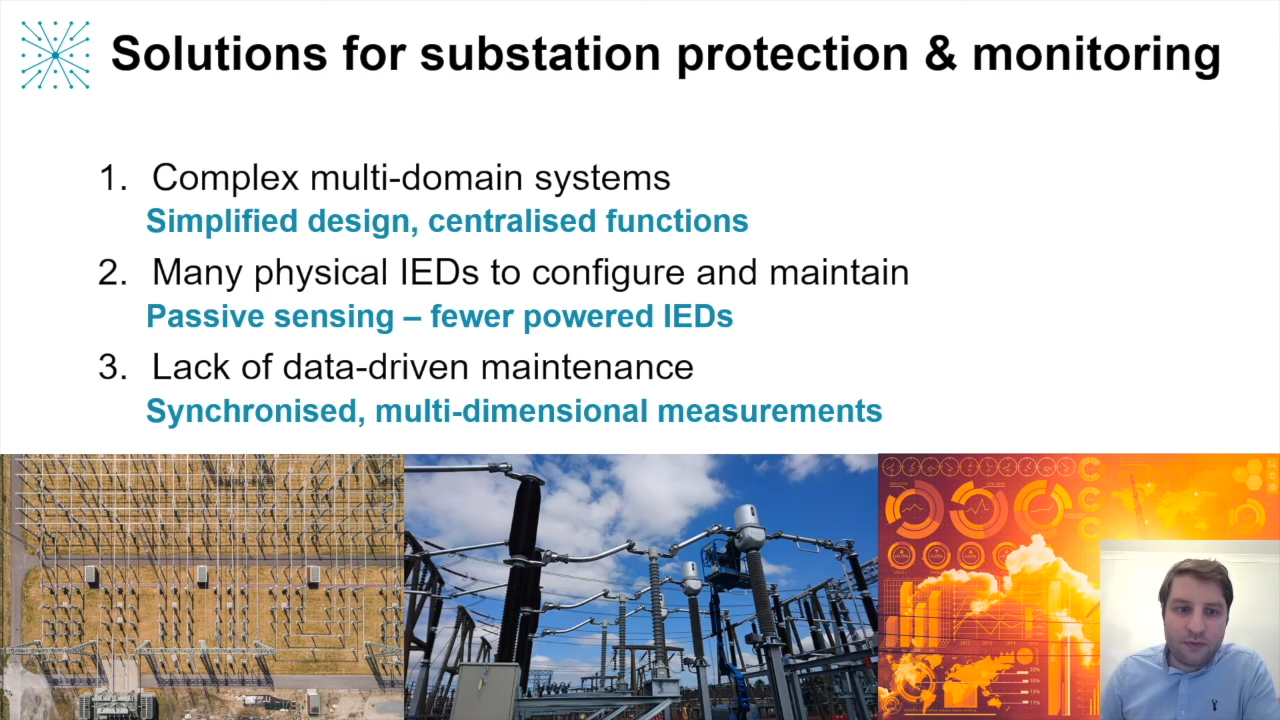 Solutions for substation protection & monitoring
1. Complex multi-domain systems
Simplified design, centralised functions
2. Many physical IEDs to configure and maintain
Passive sensing – fewer powered IEDs
3. Lack of data-driven maintenance
Synchronised, multi-dimensional measurements